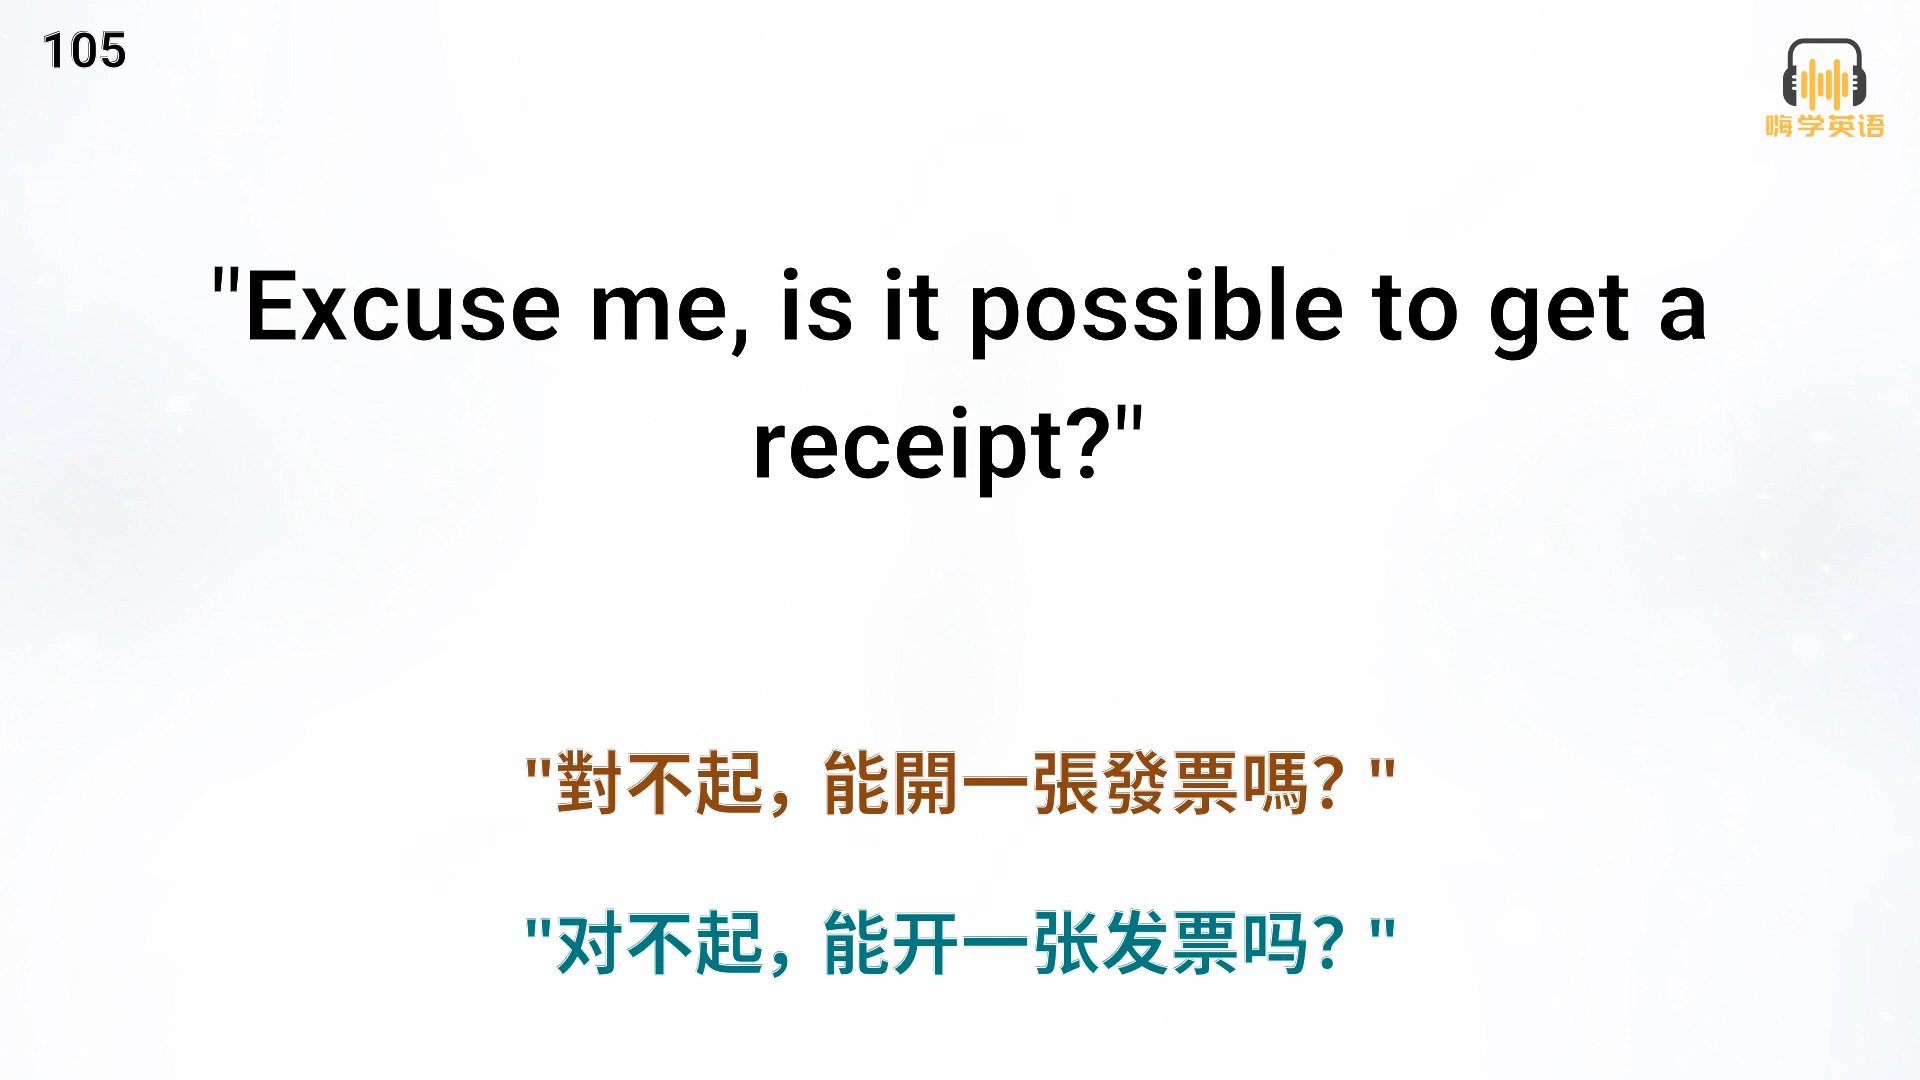 105
嗨学英语
"Excuse me, is it possible to get a
receipt?"
"對不起，能開一張發票嗎？"
"对不起，能开一张发票吗？"